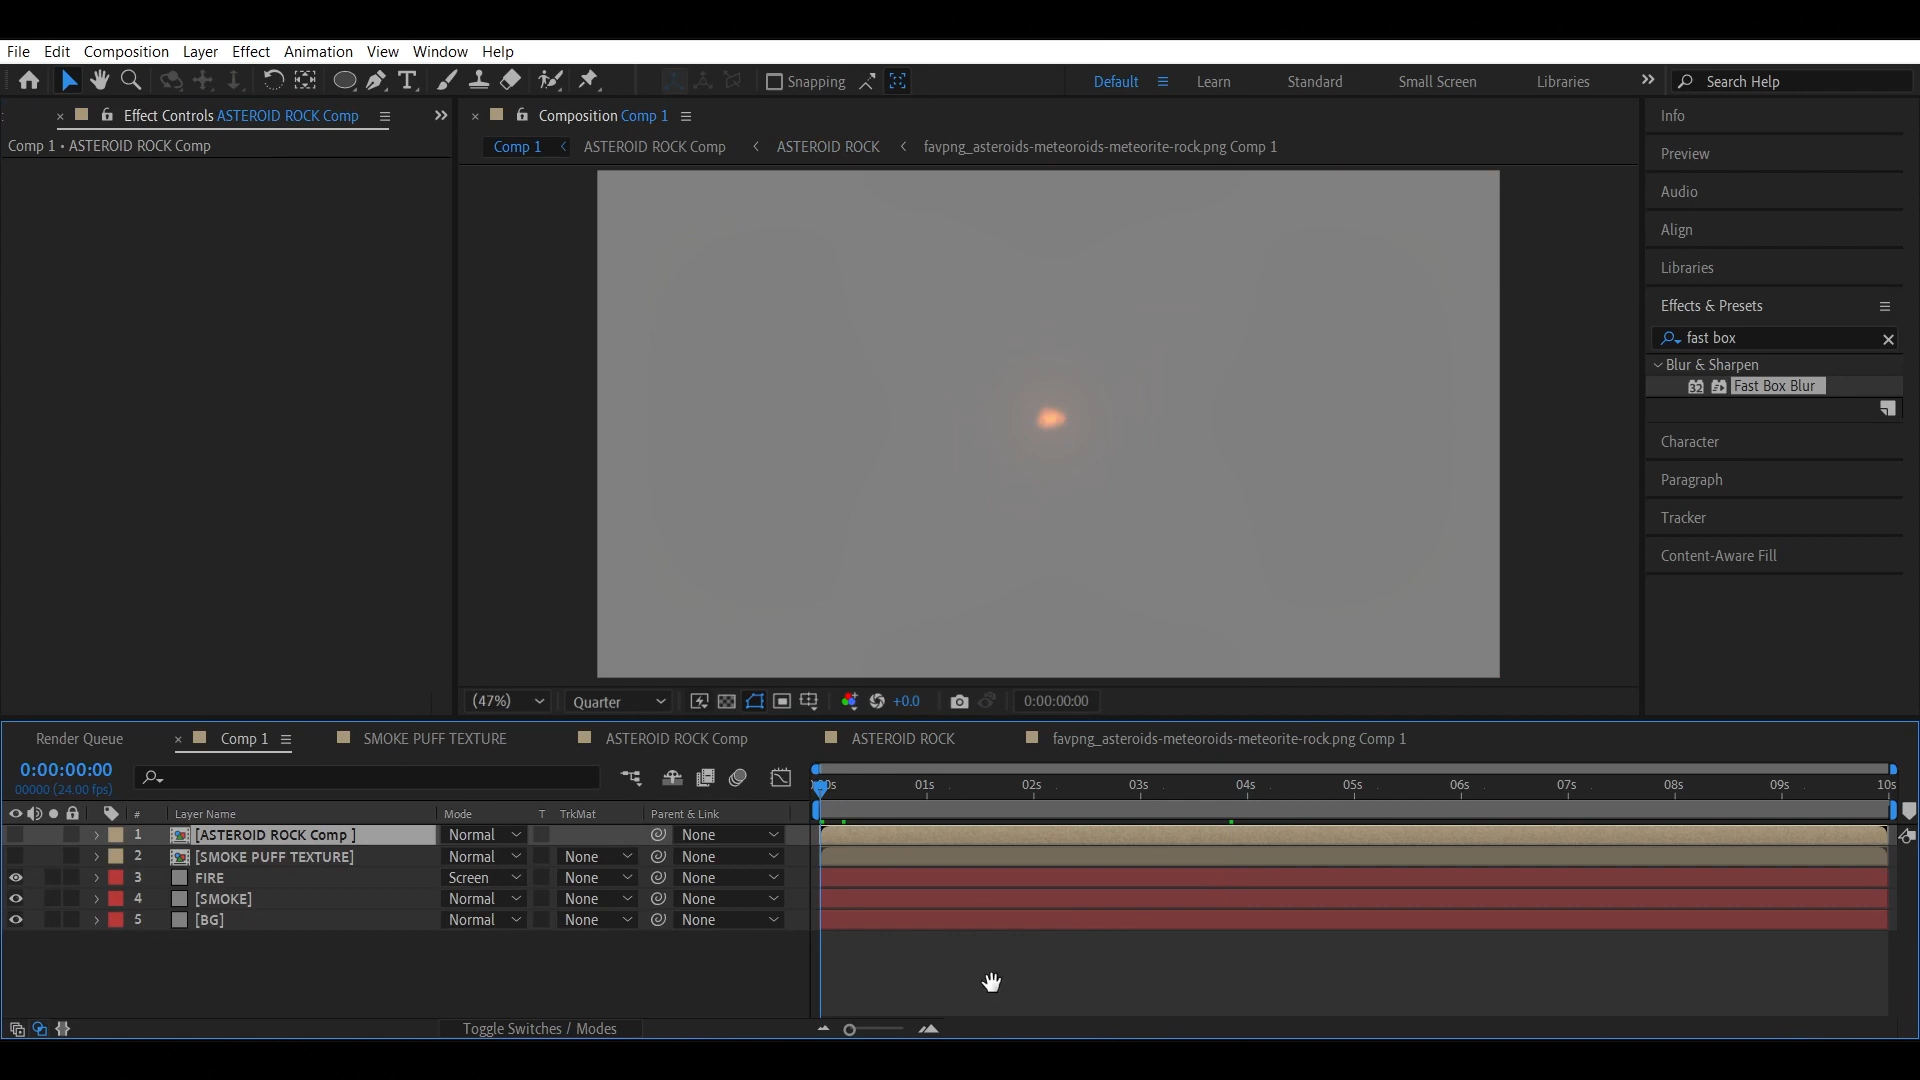 File Edit Composition Layer Effect Animation View Window Help
Snapping Default Learn Standard Small Screen Libraries Search Help
Effect Controls ASTEROID ROCK Comp
Comp 1 • ASTEROID ROCK Comp
Composition Comp 1
Comp 1 ASTEROID ROCK Comp ASTEROID ROCK favpng_asteroids-meteoroids-meteorite-rock.png Comp 1
(47%) Quarter +0.0 0:00:00:00
Info
Preview
Audio
Align
Libraries
Effects & Presets
fast box
Blur & Sharpen
32 Fast Box Blur
Character
Paragraph
Tracker
Content-Aware Fill
Render Queue Comp 1 SMOKE PUFF TEXTURE ASTEROID ROCK Comp ASTEROID ROCK favpng_asteroids-meteoroids-meteorite-rock.png Comp 1
0:00:00:00
00000 (24.00 fps)
01s 02s 03s 04s 05s 06s 07s 08s 09s 10s
# Layer Name Mode T TrkMat Parent & Link
1 [ASTEROID ROCK Comp ] Normal None
2 [SMOKE PUFF TEXTURE] Normal None None
3 FIRE Screen None None
4 [SMOKE] Normal None None
5 [BG] Normal None None
Toggle Switches / Modes